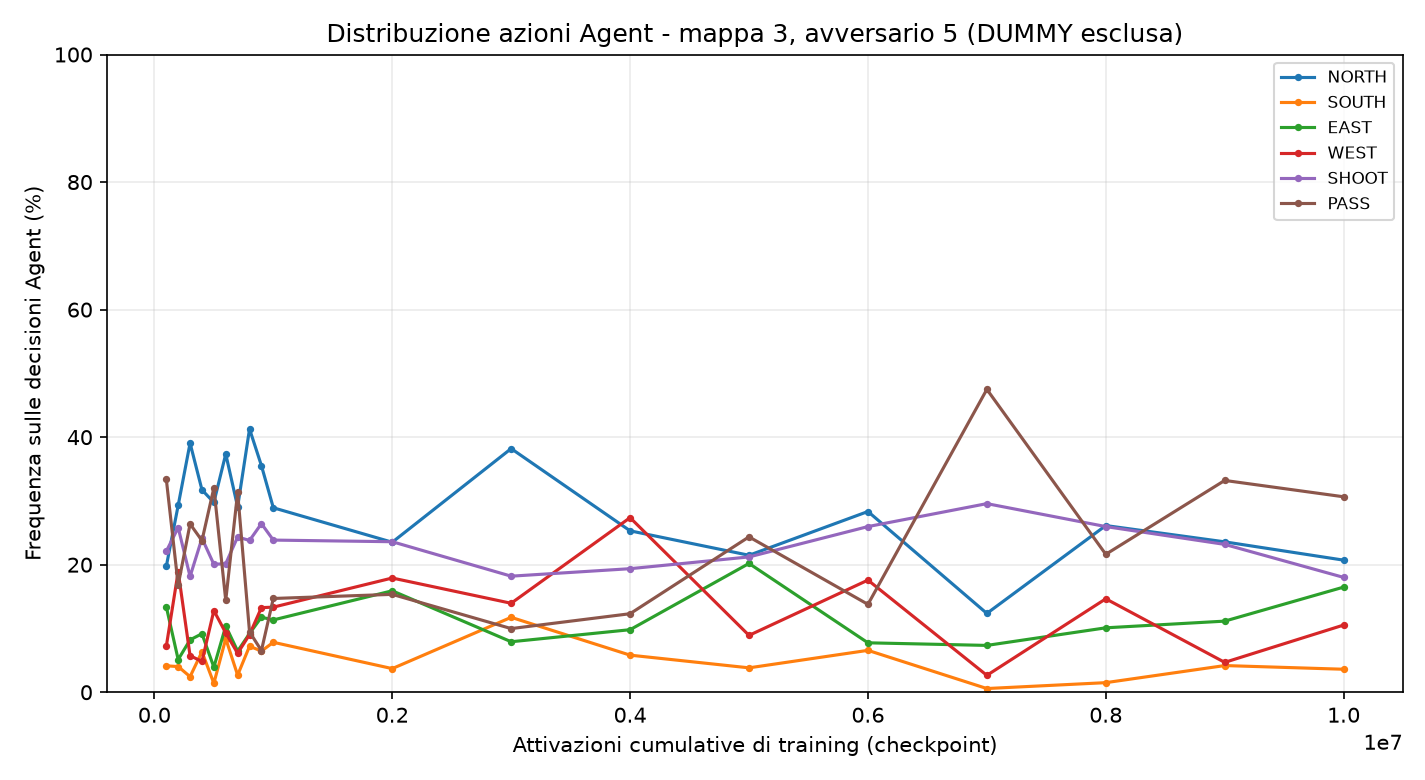 Distribuzione azioni Agent - mappa 3, avversario 5 (DUMMY esclusa)
100
80
60
40
20
0
Frequenza sulle decisioni Agent (%)
NORTH
SOUTH
EAST
WEST
SHOOT
PASS
0.0
0.2
0.4
0.6
0.8
1.0
1e7
Attivazioni cumulative di training (checkpoint)